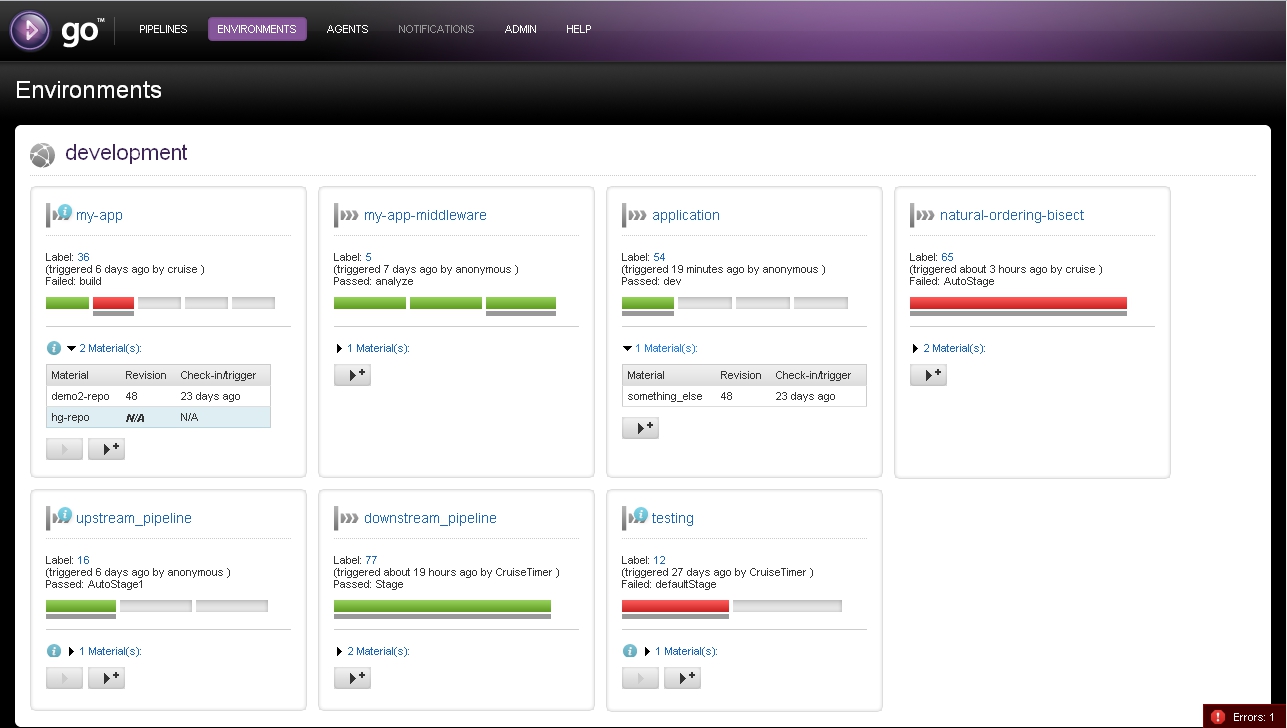 go™
PIPELINES ENVIRONMENTS AGENTS NOTIFICATIONS ADMIN HELP
Environments
development
my-app
Label: 36
(triggered 6 days ago by cruise )
Failed: build
2 Material(s):
Material Revision Check-in/trigger
demo2-repo 48 23 days ago
hg-repo N/A N/A
my-app-middleware
Label: 5
(triggered 7 days ago by anonymous )
Passed: analyze
1 Material(s):
application
Label: 54
(triggered 19 minutes ago by anonymous )
Passed: dev
1 Material(s):
Material Revision Check-in/trigger
something_else 48 23 days ago
natural-ordering-bisect
Label: 65
(triggered about 3 hours ago by cruise )
Failed: AutoStage
2 Material(s):
upstream_pipeline
Label: 16
(triggered 6 days ago by anonymous )
Passed: AutoStage1
1 Material(s):
downstream_pipeline
Label: 77
(triggered about 19 hours ago by CruiseTimer )
Passed: Stage
2 Material(s):
testing
Label: 12
(triggered 27 days ago by CruiseTimer )
Failed: defaultStage
1 Material(s):
Errors: 1